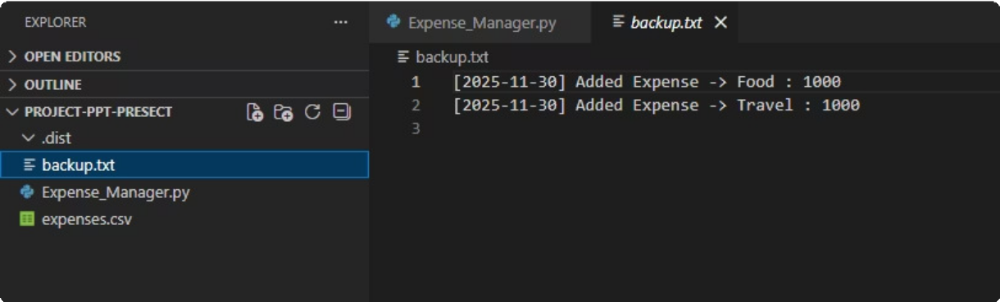 EXPLORER
...
OPEN EDITORS
OUTLINE
PROJECT-PPT-PRESECT
.dist
backup.txt
Expense_Manager.py
expenses.csv
Expense_Manager.py
backup.txt
backup.txt
1 [2025-11-30] Added Expense -> Food : 1000
2 [2025-11-30] Added Expense -> Travel : 1000
3